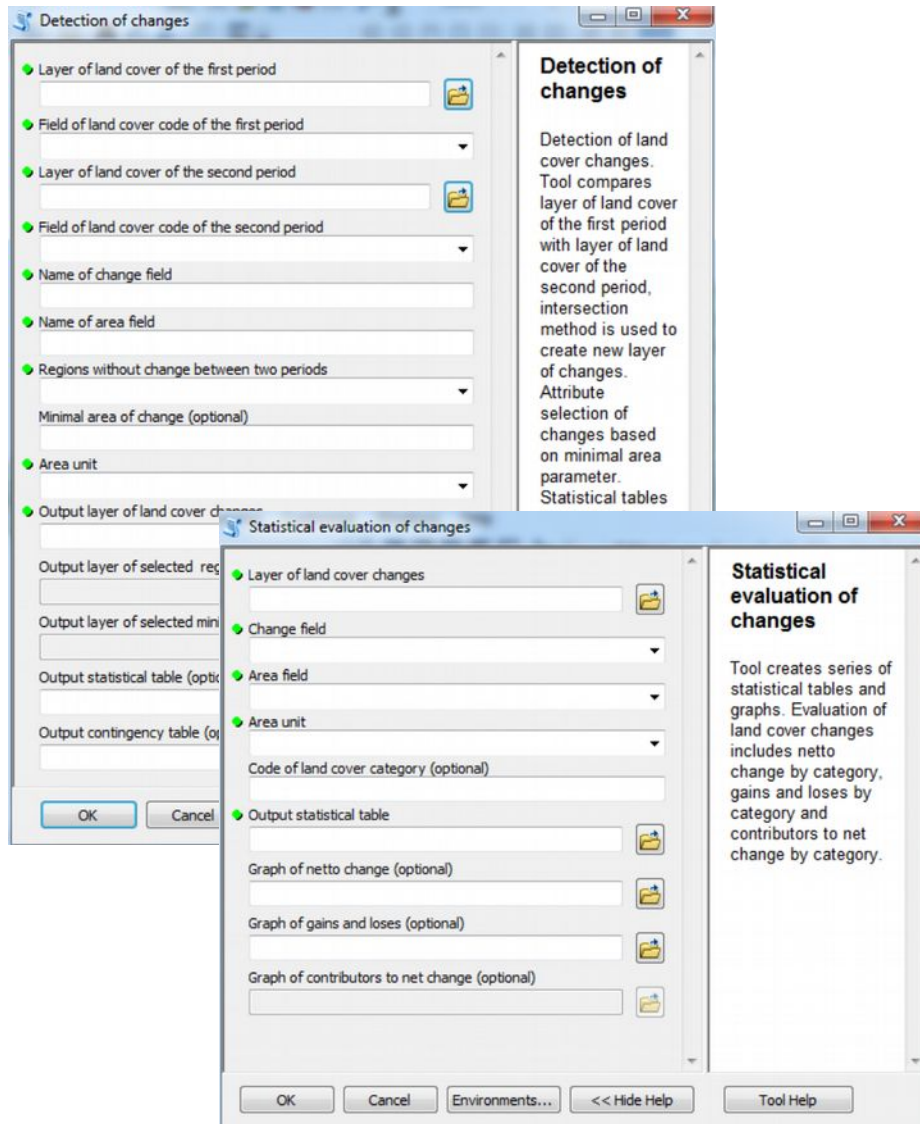 Detection of changes
Layer of land cover of the first period
Field of land cover code of the first period
Layer of land cover of the second period
Field of land cover code of the second period
Name of change field
Name of area field
Regions without change between two periods
Minimal area of change (optional)
Area unit
Output layer of land cover changes
Output layer of selected reg
Output layer of selected min
Output statistical table (optio
Output contingency table (op
OK
Cancel
Detection of
changes
Detection of land
cover changes.
Tool compares
layer of land cover
of the first period
with layer of land
cover of the
second period,
intersection
method is used to
create new layer
of changes.
Attribute
selection of
changes based
on minimal area
parameter.
Statistical tables
Statistical evaluation of changes
Layer of land cover changes
Change field
Area field
Area unit
Code of land cover category (optional)
Output statistical table
Graph of netto change (optional)
Graph of gains and loses (optional)
Graph of contributors to net change (optional)
OK
Cancel
Environments...
<< Hide Help
Tool Help
Statistical
evaluation of
changes
Tool creates series of
statistical tables and
graphs. Evaluation of
land cover changes
includes netto
change by category,
gains and loses by
category and
contributors to net
change by category.